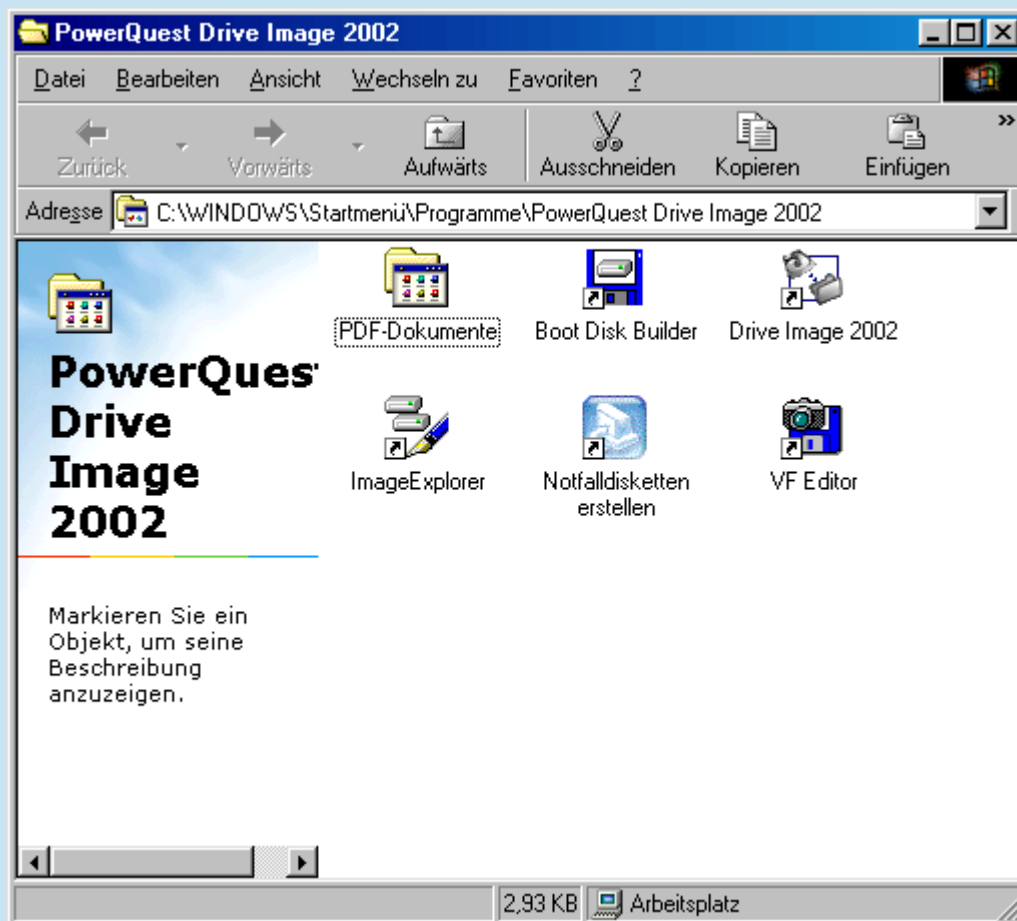 PowerQuest Drive Image 2002
Datei Bearbeiten Ansicht Wechseln zu Favoriten ?
Zurück Vorwärts Aufwärts Ausschneiden Kopieren Einfügen »
Adresse C:\WINDOWS\Startmenü\Programme\PowerQuest Drive Image 2002
PowerQues
Drive
Image
2002
Markieren Sie ein
Objekt, um seine
Beschreibung
anzuzeigen.
PDF-Dokumente Boot Disk Builder Drive Image 2002
ImageExplorer Notfalldisketten VF Editor
erstellen
2,93 KB Arbeitsplatz